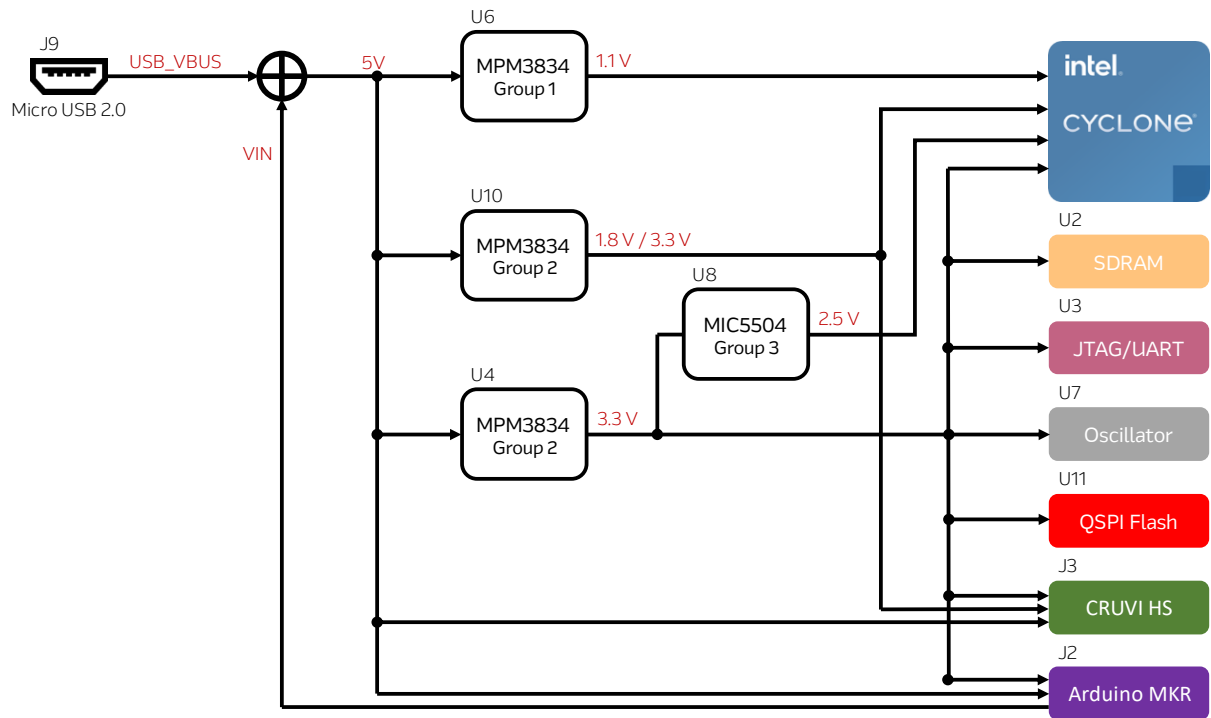 J9
USB_VBUS
Micro USB 2.0
VIN
5V
U6
MPM3834
Group 1
1.1 V
intel.
CYCLONe®
U10
MPM3834
Group 2
1.8 V / 3.3 V
U8
MIC5504
Group 3
2.5 V
U4
MPM3834
Group 2
3.3 V
U2
SDRAM
U3
JTAG/UART
U7
Oscillator
U11
QSPI Flash
J3
CRUVI HS
J2
Arduino MKR